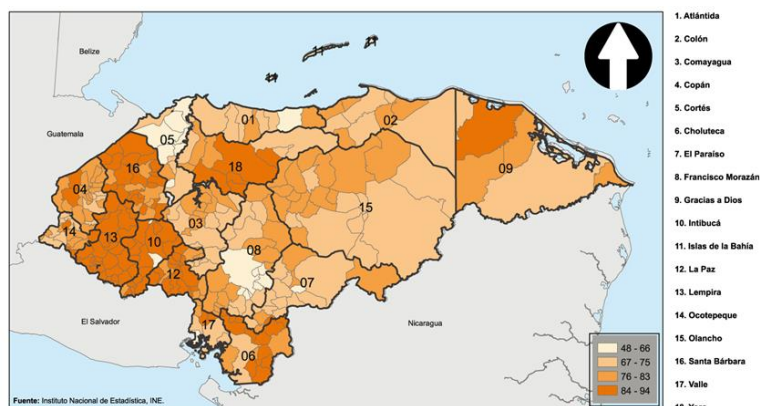 Belize
Guatemala
El Salvador
Nicaragua
01
02
03
04
05
06
07
08
09
10
11
12
13
14
15
16
17
18
48 - 66
67 - 75
76 - 83
84 - 94
Fuente: Instituto Nacional de Estadística, INE.
1. Atlántida
2. Colón
3. Comayagua
4. Copán
5. Cortés
6. Choluteca
7. El Paraíso
8. Francisco Morazán
9. Gracias a Dios
10. Intibucá
11. Islas de la Bahía
12. La Paz
13. Lempira
14. Ocotepeque
15. Olancho
16. Santa Bárbara
17. Valle